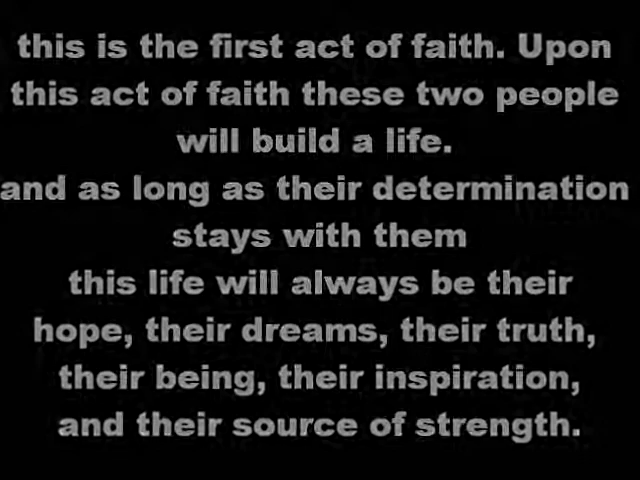 this is the first act of faith. Upon
this act of faith these two people
will build a life.
and as long as their determination
stays with them
this life will always be their
hope, their dreams, their truth,
their being, their inspiration,
and their source of strength.